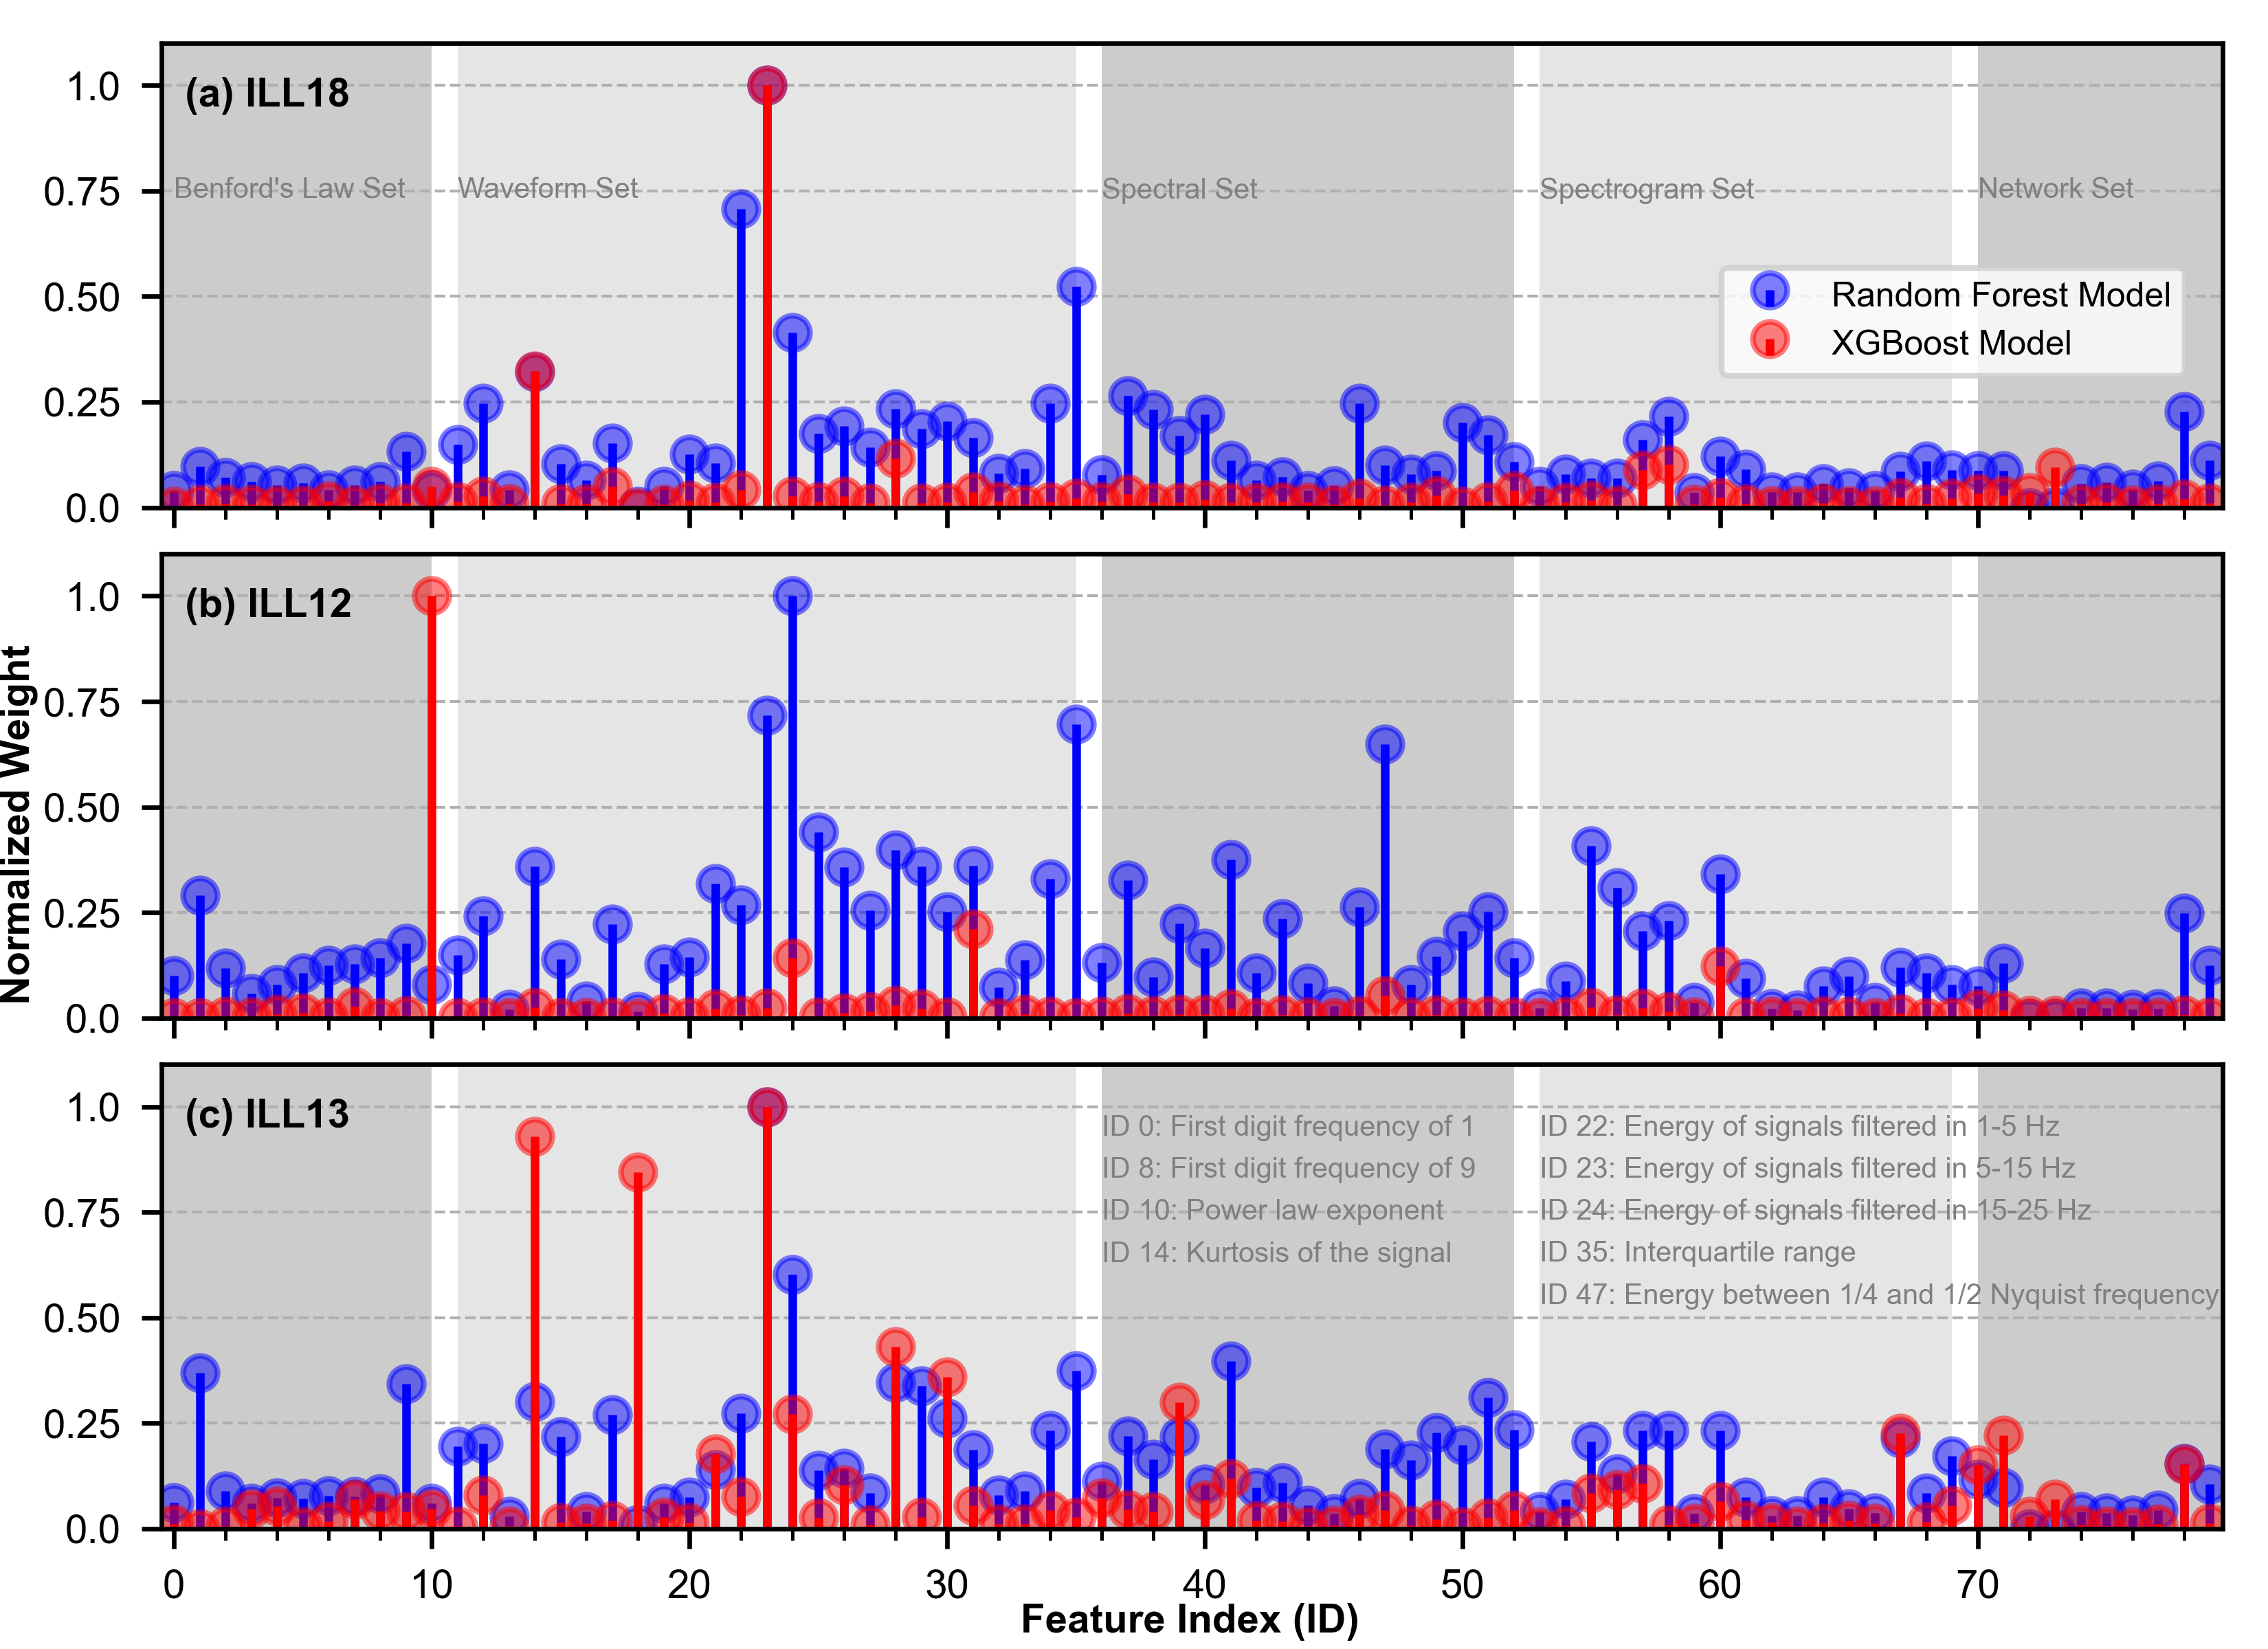 (a) ILL18
1.0
0.75
0.50
0.25
0.0
Benford's Law Set
Waveform Set
Spectral Set
Spectrogram Set
Network Set
Random Forest Model
XGBoost Model
Normalized Weight
(b) ILL12
1.0
0.75
0.50
0.25
0.0
(c) ILL13
1.0
0.75
0.50
0.25
0.0
ID 0: First digit frequency of 1
ID 8: First digit frequency of 9
ID 10: Power law exponent
ID 14: Kurtosis of the signal
ID 22: Energy of signals filtered in 1-5 Hz
ID 23: Energy of signals filtered in 5-15 Hz
ID 24: Energy of signals filtered in 15-25 Hz
ID 35: Interquartile range
ID 47: Energy between 1/4 and 1/2 Nyquist frequency
0 10 20 30 40 50 60 70
Feature Index (ID)